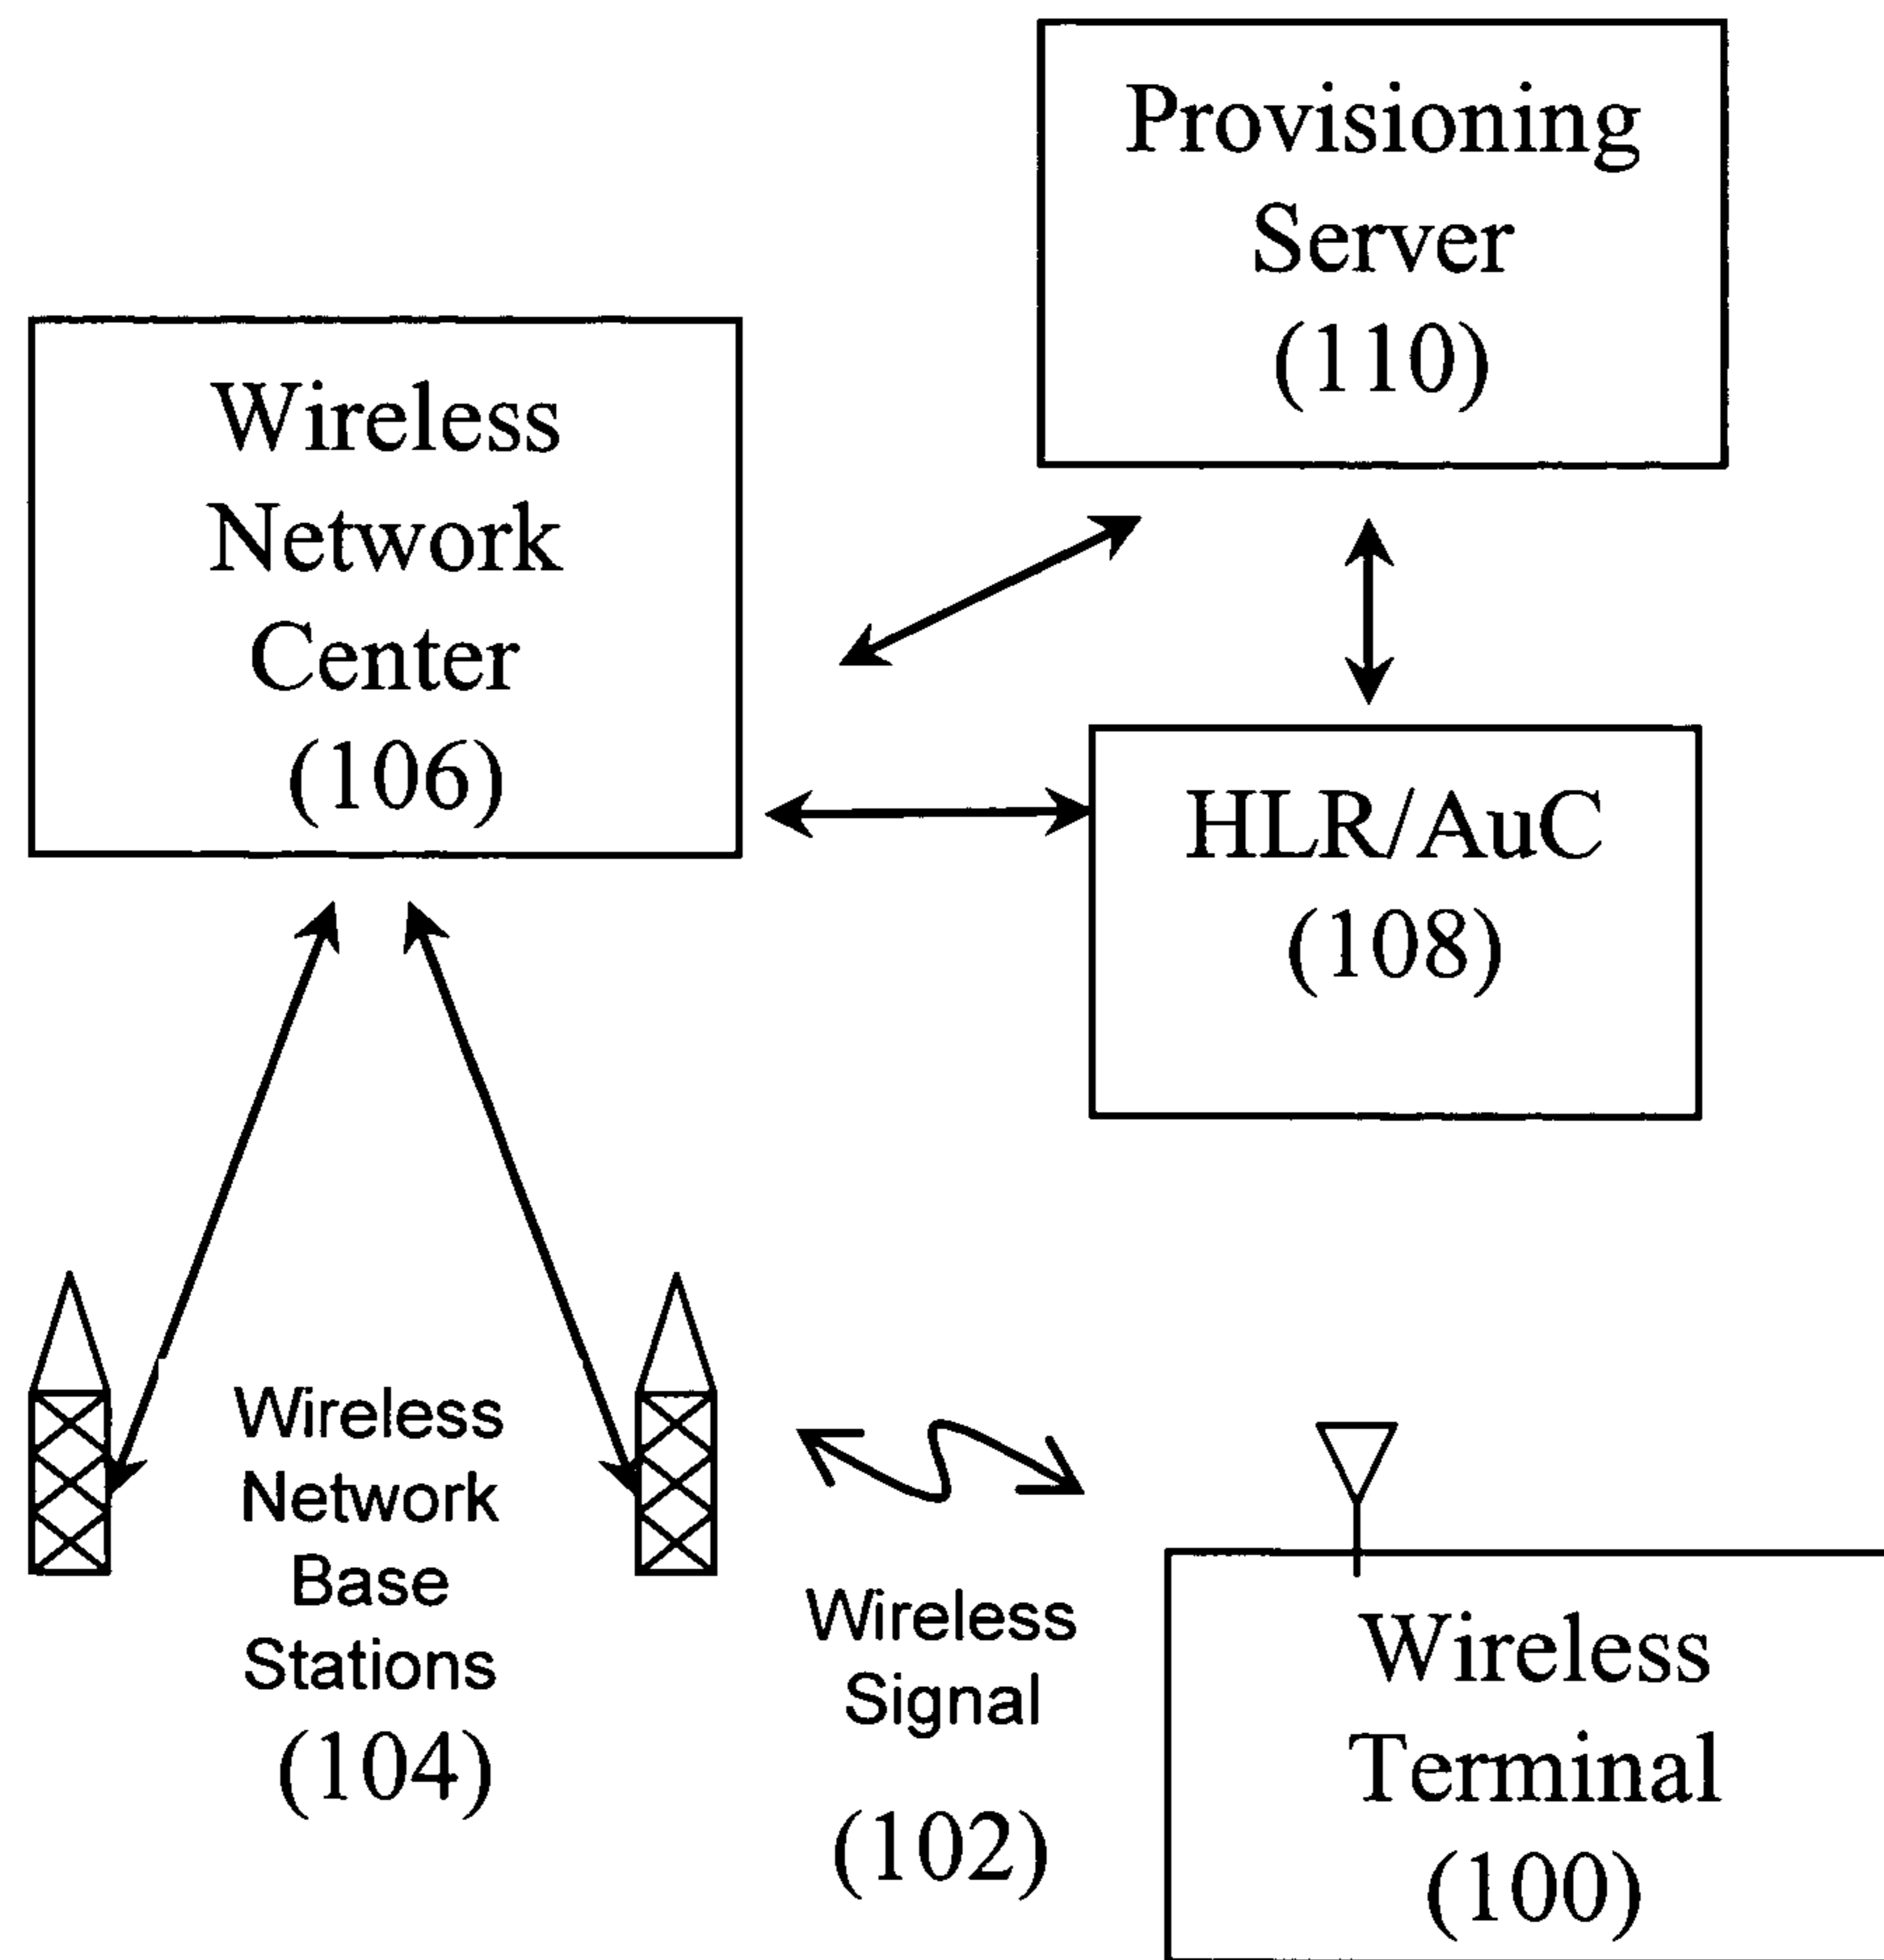 Provisioning
Server
(110)
Wireless
Network
Center
(106)
HLR/AuC
(108)
Wireless
Network
Base
Stations
(104)
Wireless
Signal
(102)
Wireless
Terminal
(100)